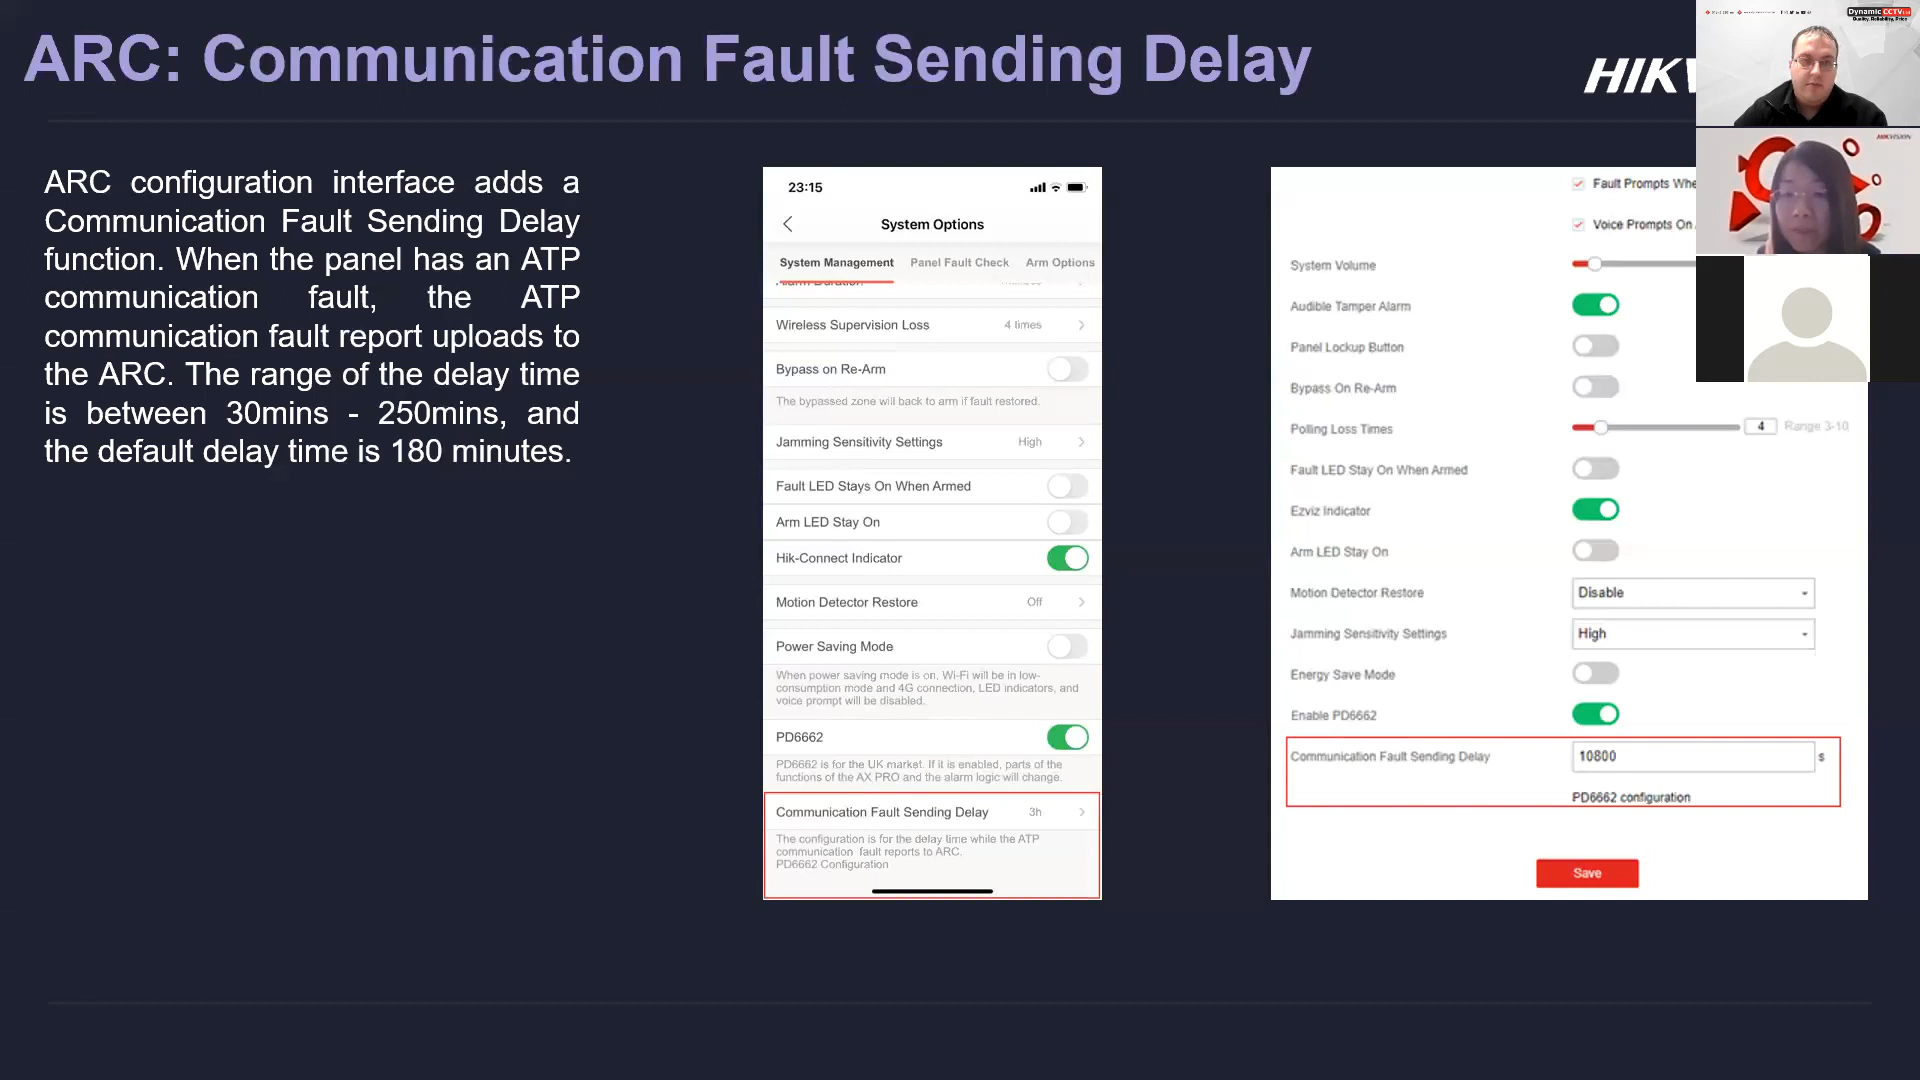 ARC: Communication Fault Sending Delay
HIK
Dynamic CCTV
Quality, Reliability, Price
HIKVISION
ARC configuration interface adds a
Communication Fault Sending Delay
function. When the panel has an ATP
communication fault, the ATP
communication fault report uploads to
the ARC. The range of the delay time
is between 30mins - 250mins, and
the default delay time is 180 minutes.
23:15
System Options
System Management Panel Fault Check Arm Options
Wireless Supervision Loss 4 times
Bypass on Re-Arm
The bypassed zone will back to arm if fault restored.
Jamming Sensitivity Settings High
Fault LED Stays On When Armed
Arm LED Stay On
Hik-Connect Indicator
Motion Detector Restore Off
Power Saving Mode
When power saving mode is on, Wi-Fi will be in low-
consumption mode and 4G connection, LED indicators, and
voice prompt will be disabled.
PD6662
PD6662 is for the UK market. If it is enabled, parts of the
functions of the AX PRO and the alarm logic will change.
Communication Fault Sending Delay 3h
The configuration is for the delay time while the ATP
communication fault reports to ARC.
PD6662 Configuration
Fault Prompts Whe
Voice Prompts On
System Volume
Audible Tamper Alarm
Panel Lockup Button
Bypass On Re-Arm
Polling Loss Times 4 Range 3-10
Fault LED Stay On When Armed
Ezviz Indicator
Arm LED Stay On
Motion Detector Restore Disable
Jamming Sensitivity Settings High
Energy Save Mode
Enable PD6662
Communication Fault Sending Delay 10800 s
PD6662 configuration
Save